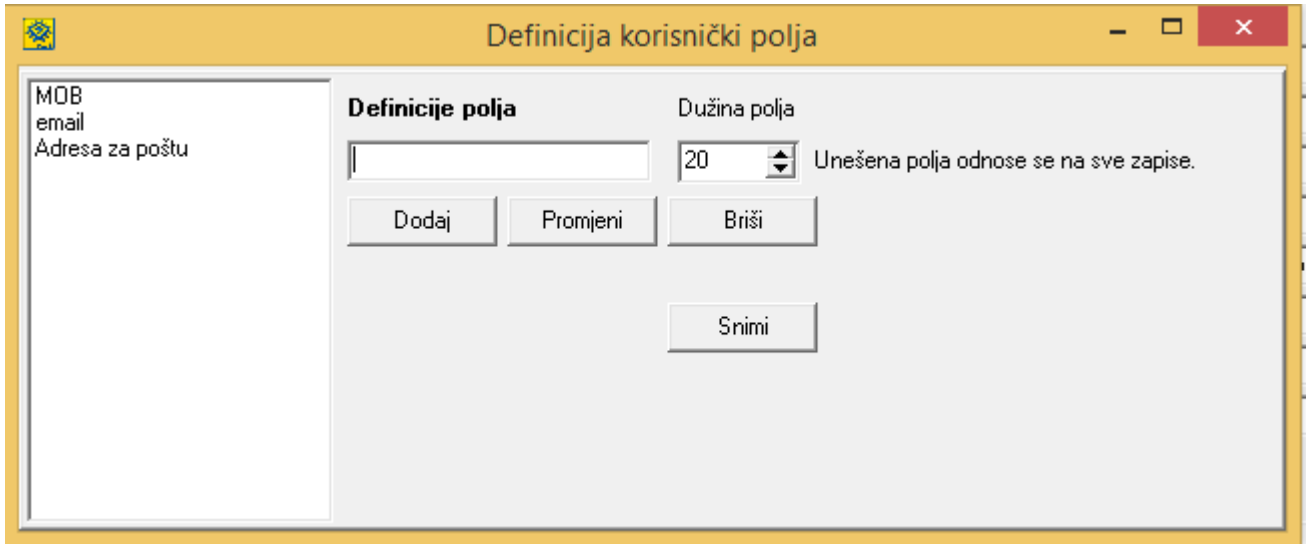 Definicija korisnički polja
MOB
email
Adresa za poštu
Definicije polja
Dužina polja
20
Unešena polja odnose se na sve zapise.
Dodaj
Promjeni
Briši
Snimi